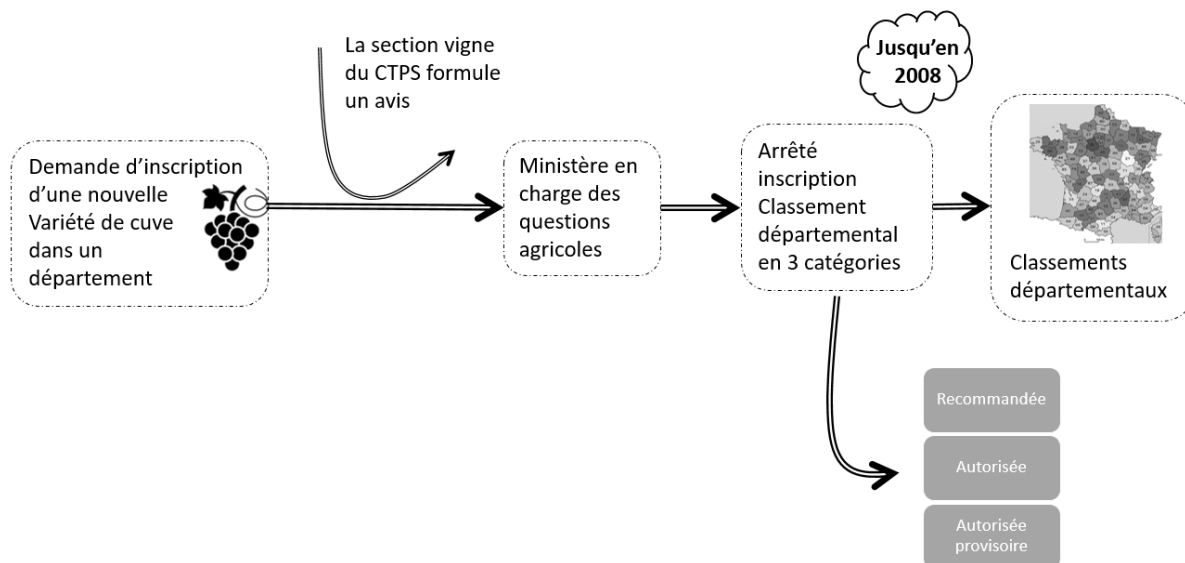 La section vigne
du CTPS formule
un avis
Jusqu'en
2008
Demande d'inscription
d'une nouvelle
Variété de cuve
dans un
département
Ministère en
charge des
questions
agricoles
Arrêté
inscription
Classement
départemental
en 3 catégories
Classements
départementaux
Recommandée
Autorisée
Autorisée
provisoire